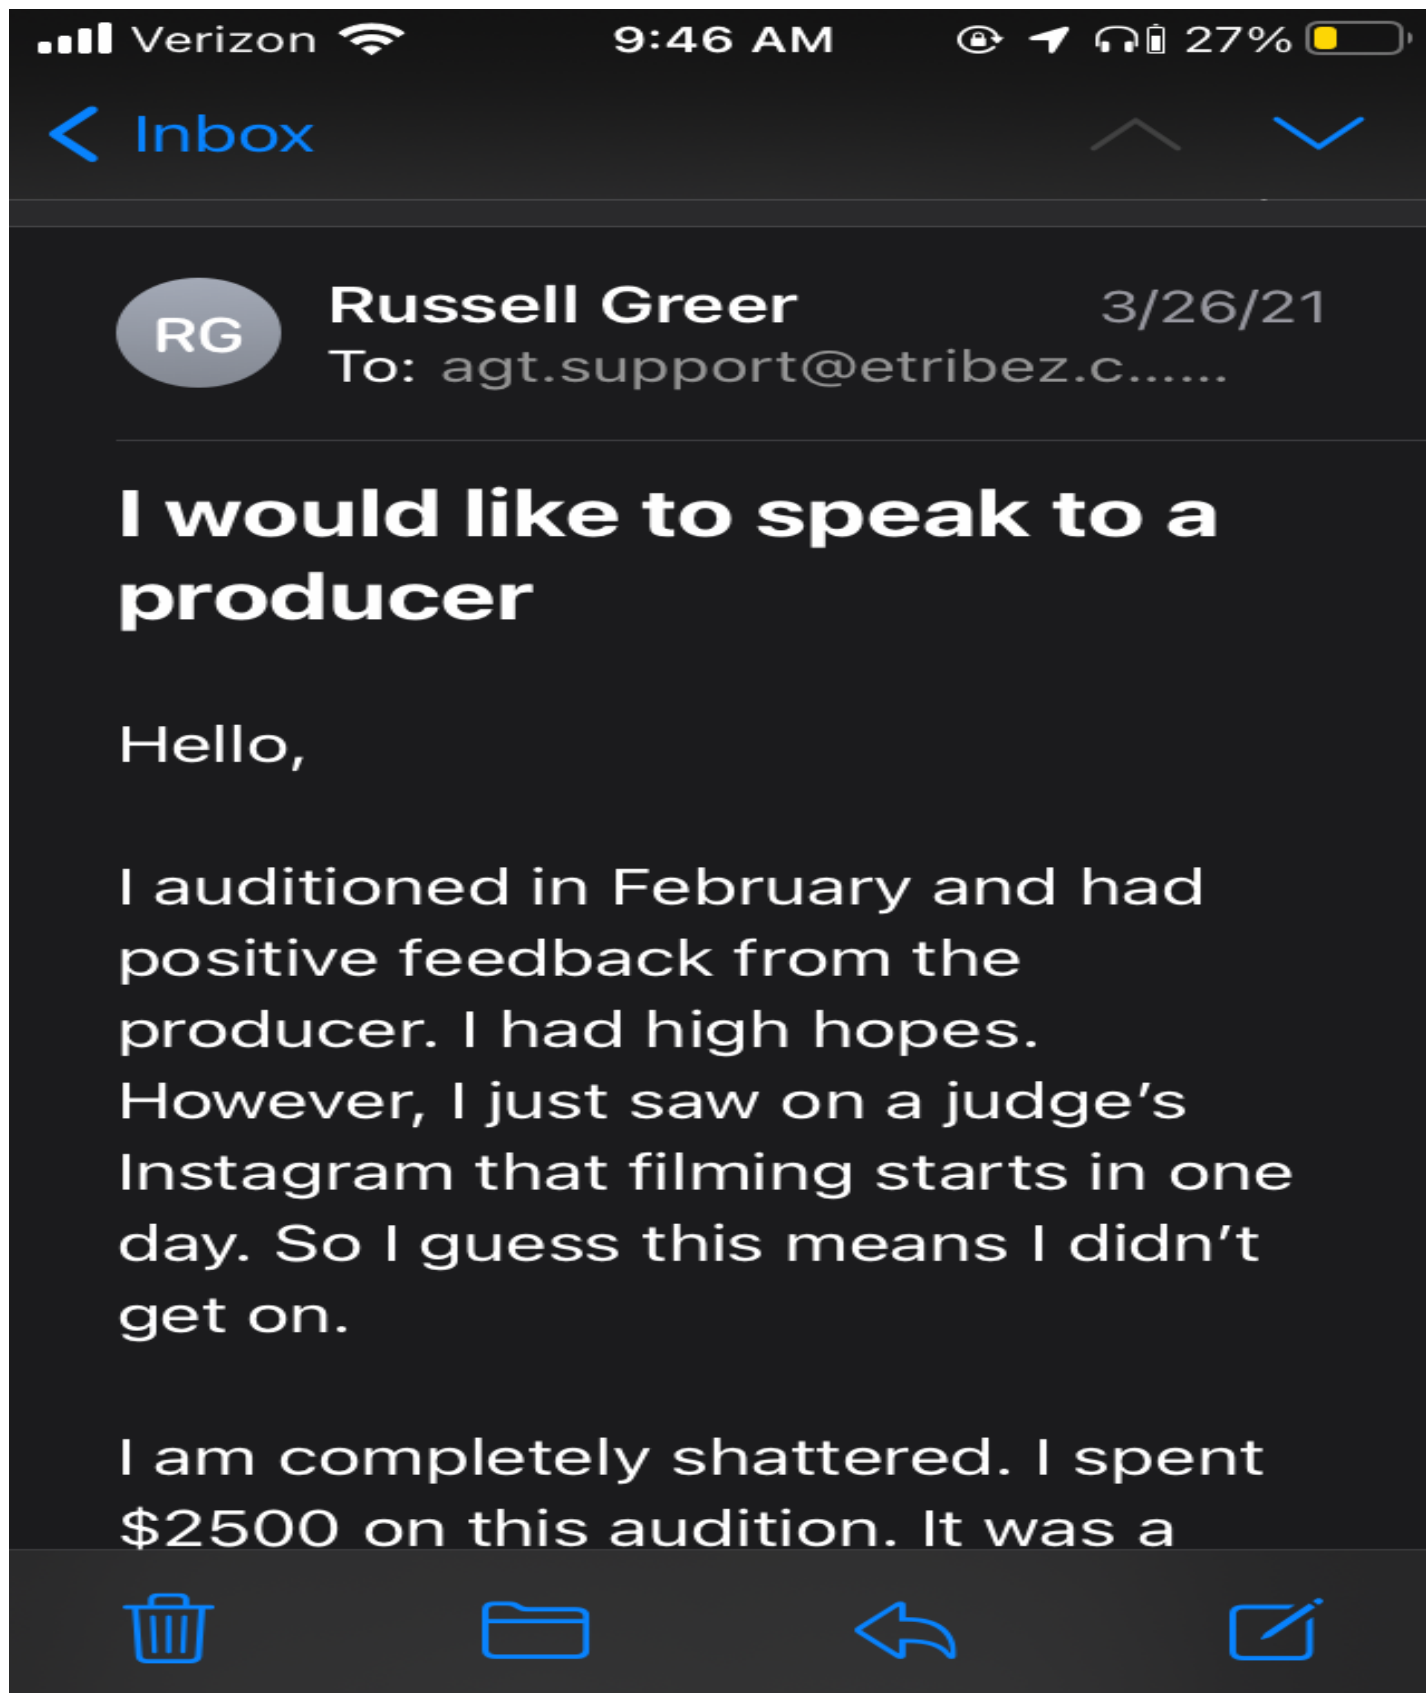 Verizon 9:46 AM 27%
Inbox
RG Russell Greer 3/26/21
To: agt.support@etribez.c......
I would like to speak to a
producer
Hello,
I auditioned in February and had
positive feedback from the
producer. I had high hopes.
However, I just saw on a judge’s
Instagram that filming starts in one
day. So I guess this means I didn’t
get on.
I am completely shattered. I spent
$2500 on this audition. It was a